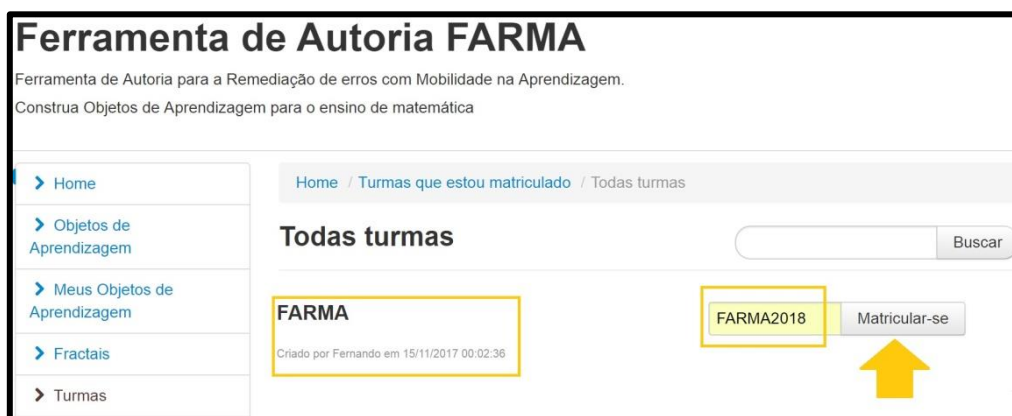 Ferramenta de Autoria FARMA
Ferramenta de Autoria para a Remediação de erros com Mobilidade na Aprendizagem.
Construa Objetos de Aprendizagem para o ensino de matemática
Home
Objetos de
Aprendizagem
Meus Objetos de
Aprendizagem
Fractais
Turmas
Home / Turmas que estou matriculado / Todas turmas
Todas turmas
Buscar
FARMA
Criado por Fernando em 15/11/2017 00:02:36
FARMA2018
Matricular-se